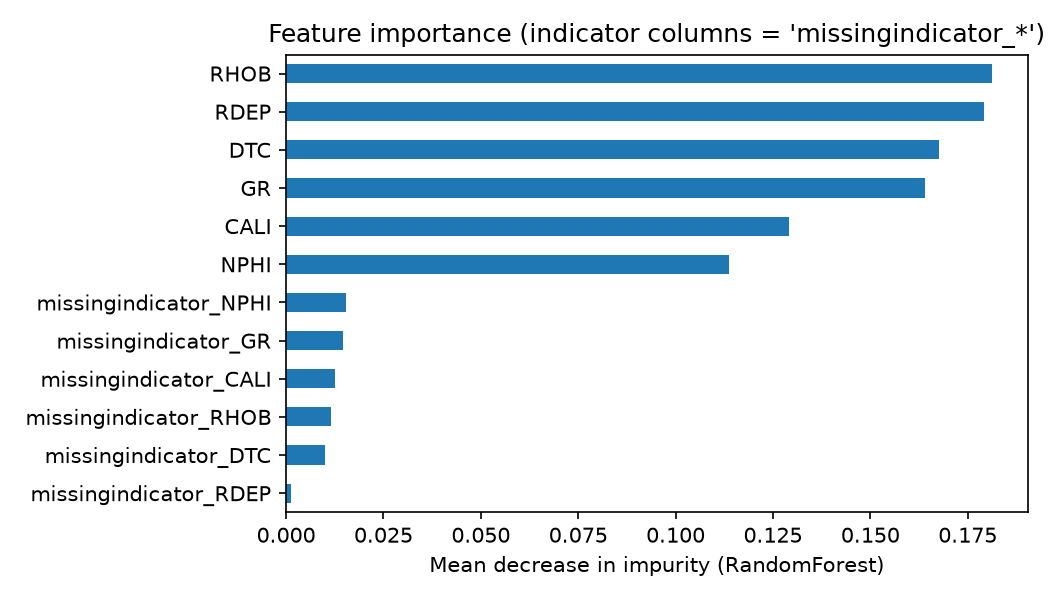 Feature importance (indicator columns = 'missingindicator_*')
RHOB
RDEP
DTC
GR
CALI
NPHI
missingindicator_NPHI
missingindicator_GR
missingindicator_CALI
missingindicator_RHOB
missingindicator_DTC
missingindicator_RDEP
0.000 0.025 0.050 0.075 0.100 0.125 0.150 0.175
Mean decrease in impurity (RandomForest)